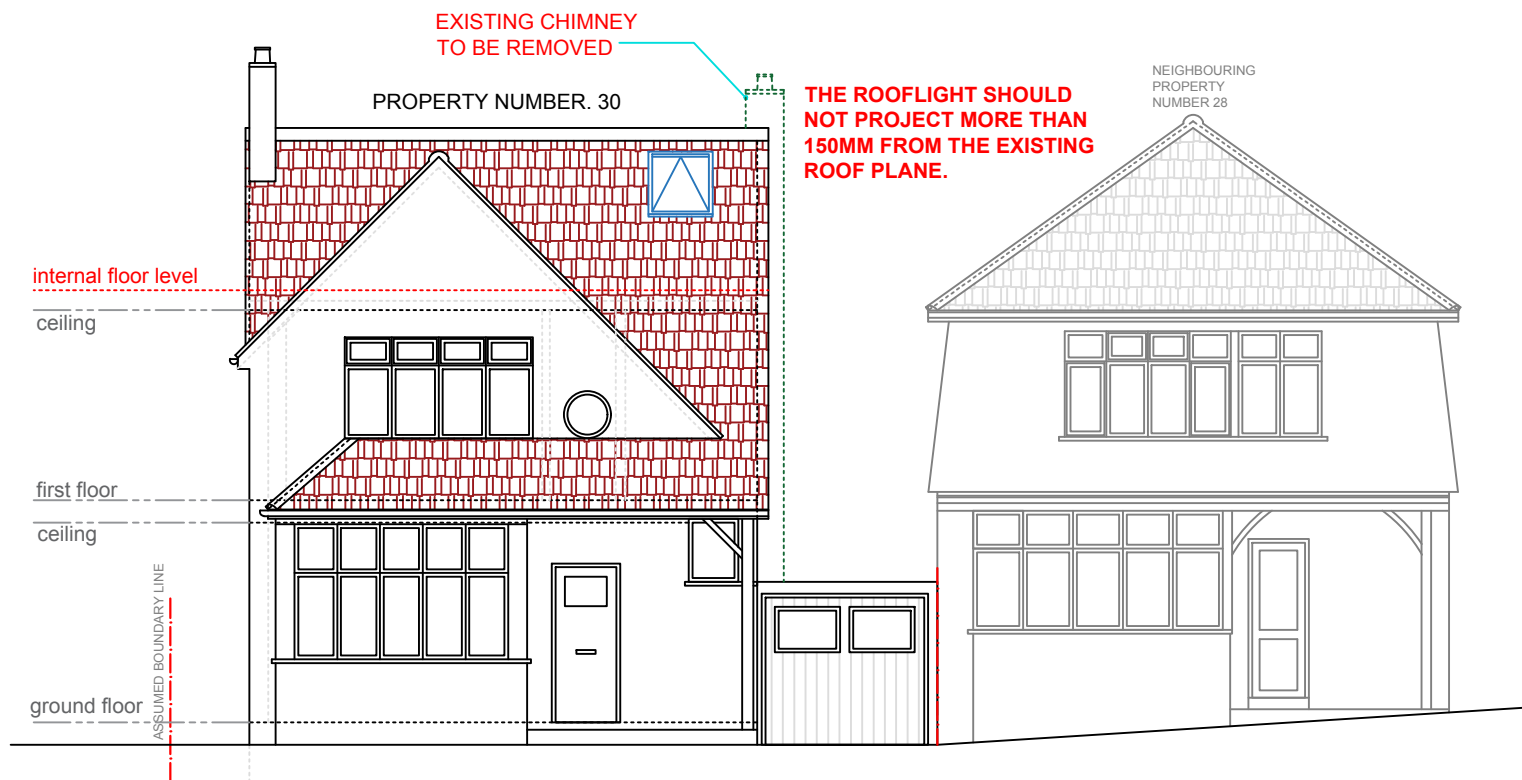 EXISTING CHIMNEY
TO BE REMOVED
PROPERTY NUMBER. 30
THE ROOFLIGHT SHOULD
NOT PROJECT MORE THAN
150MM FROM THE EXISTING
ROOF PLANE.
NEIGHBOURING
PROPERTY
NUMBER 28
internal floor level
ceiling
first floor
ceiling
ASSUMED BOUNDARY LINE
ground floor